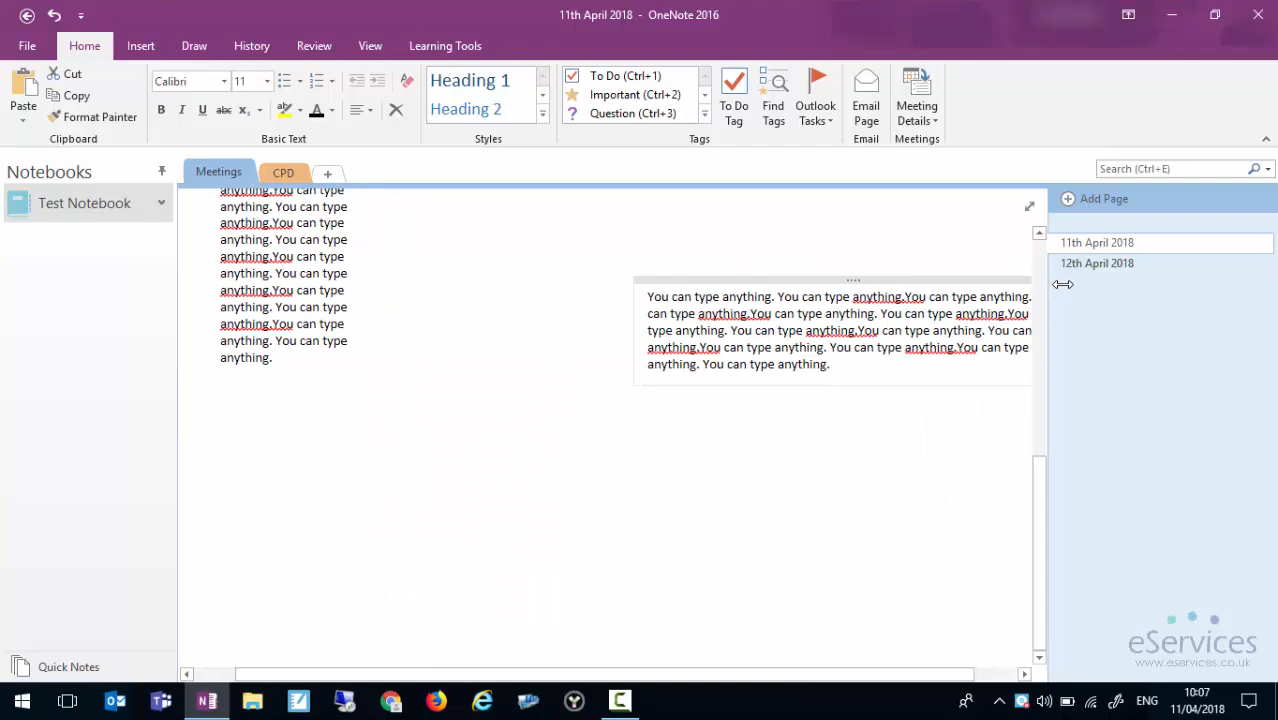 11th April 2018 - OneNote 2016
File
Home
Insert
Draw
History
Review
View
Learning Tools
Paste
Cut
Copy
Format Painter
Clipboard
Calibri
11
B I U abc x₂
A
Basic Text
Heading 1
Heading 2
Styles
To Do (Ctrl+1)
Important (Ctrl+2)
? Question (Ctrl+3)
Tags
To Do
Tag
Find
Tags
Outlook
Tasks
Email
Page
Email
Meeting
Details
Meetings
Notebooks
Test Notebook
Meetings
CPD
+
Search (Ctrl+E)
Add Page
11th April 2018
12th April 2018
anything.You can type
anything. You can type
anything.You can type
anything. You can type
anything.You can type
anything. You can type
anything.You can type
anything. You can type
anything.You can type
anything. You can type
anything.
You can type anything. You can type anything.You can type anything.
can type anything.You can type anything. You can type anything.You
type anything. You can type anything.You can type anything. You can
anything.You can type anything. You can type anything.You can type
anything. You can type anything.
Quick Notes
eServices
www.eservices.co.uk
ENG
10:07
11/04/2018